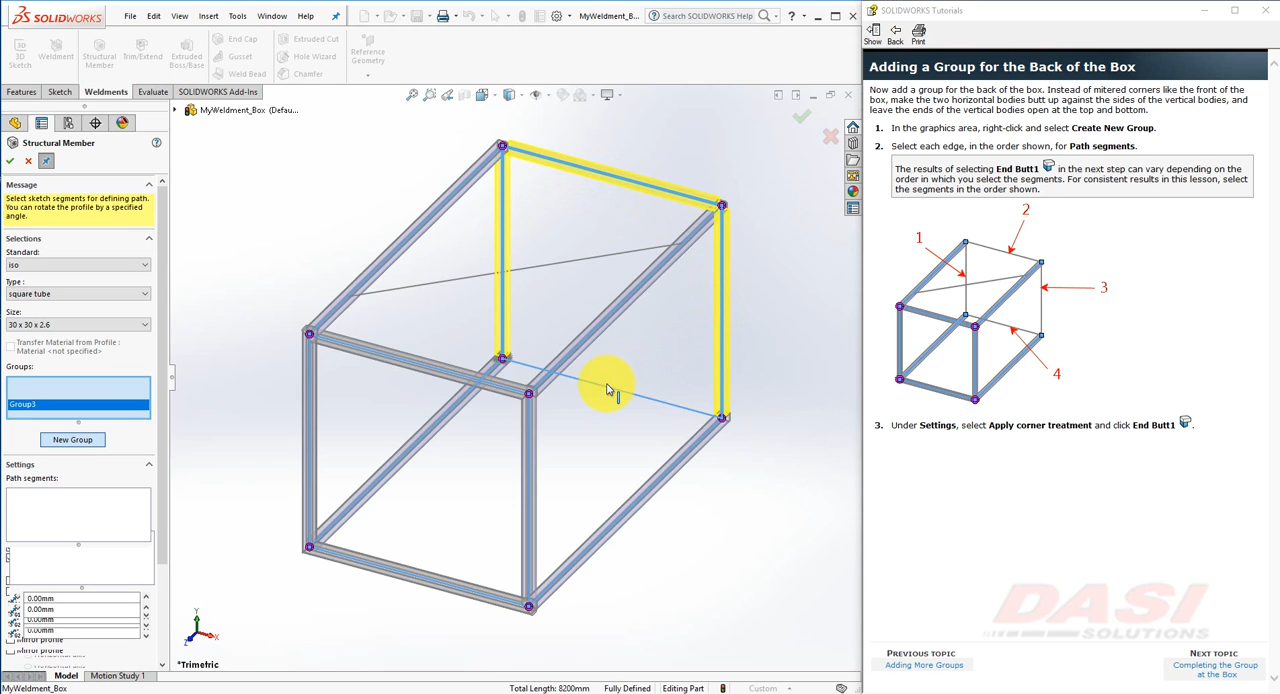 SOLIDWORKS
File Edit View Insert Tools Window Help
MyWeldment_B...
Search SOLIDWORKS Help
?
3D Sketch
Weldment
Structural Member
Trim/Extend
Extruded Boss/Base
End Cap
Gusset
Weld Bead
Extruded Cut
Hole Wizard
Chamfer
Reference Geometry
Features Sketch Weldments Evaluate SOLIDWORKS Add-Ins
MyWeldment_Box (Defau...
Structural Member
Message
Select sketch segments for defining path.
You can rotate the profile by a specified
angle.
Selections
Standard:
iso
Type :
square tube
Size:
30 x 30 x 2.6
Transfer Material from Profile :
Material <not specified>
Groups:
Group3
New Group
Settings
Path segments:
0.00mm
0.00mm
0.00mm
0.00mm
Mirror profile
Y
X
Z
*Trimetric
Model Motion Study 1
MyWeldment_Box
Total Length: 8200mm Fully Defined Editing Part Custom
SOLIDWORKS Tutorials
Show Back Print
Adding a Group for the Back of the Box
Now add a group for the back of the box. Instead of mitered corners like the front of the
box, make the two horizontal bodies butt up against the sides of the vertical bodies, and
leave the ends of the vertical bodies open at the top and bottom.
1. In the graphics area, right-click and select Create New Group.
2. Select each edge, in the order shown, for Path segments.
The results of selecting End Butt1 in the next step can vary depending on the
order in which you select the segments. For consistent results in this lesson, select
the segments in the order shown.
2
1
3
4
3. Under Settings, select Apply corner treatment and click End Butt1 .
DASI
SOLUTIONS
PREVIOUS TOPIC
Adding More Groups
NEXT TOPIC
Completing the Group
at the Box